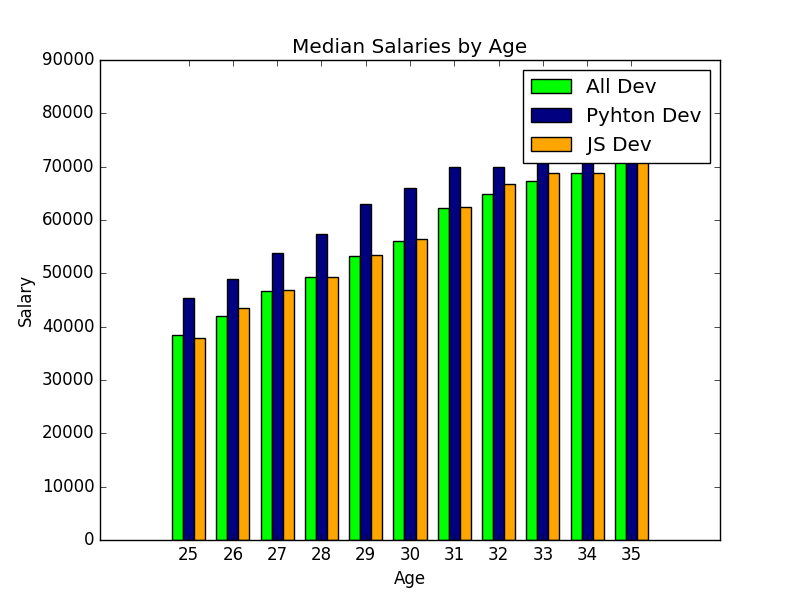 Median Salaries by Age
90000
80000
70000
60000
50000
40000
30000
20000
10000
0
Salary
All Dev
Pyhton Dev
JS Dev
25 26 27 28 29 30 31 32 33 34 35
Age